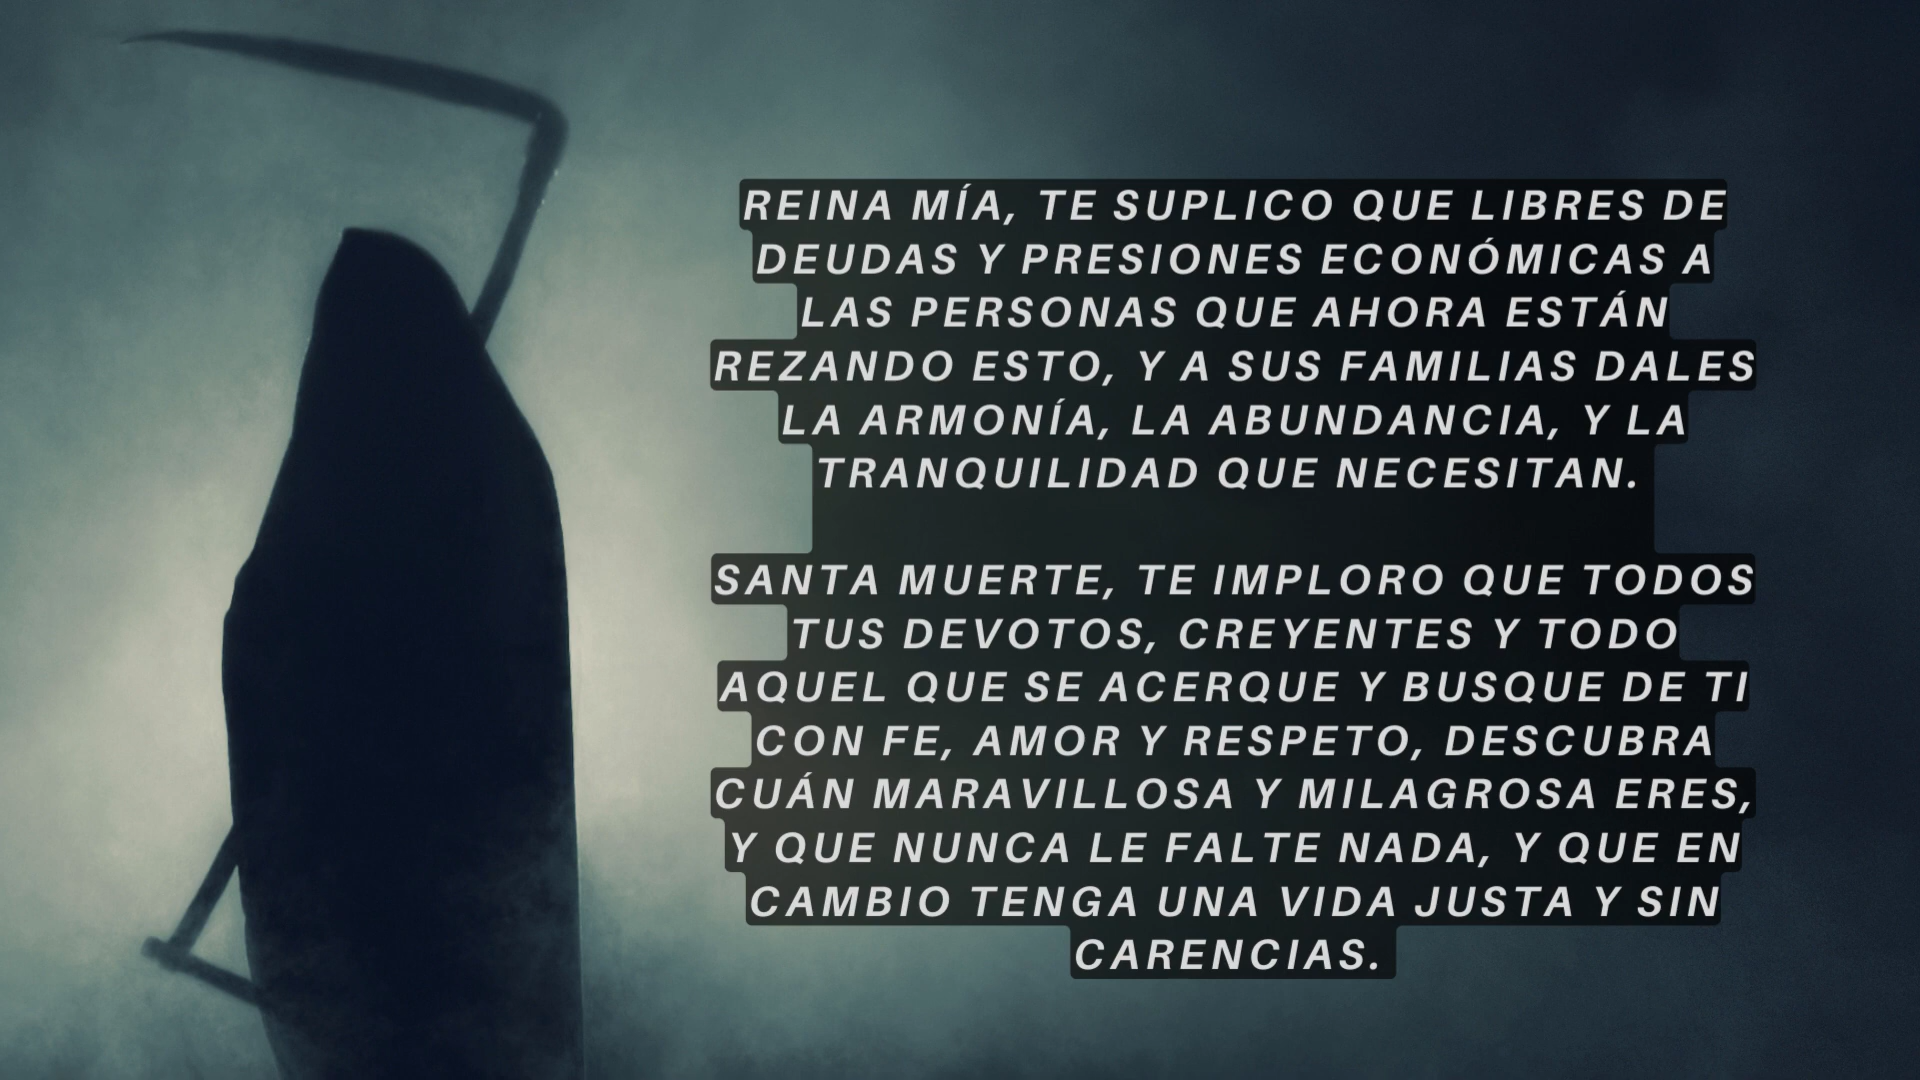 REINA MÍA, TE SUPLICO QUE LIBRES DE
DEUDAS Y PRESIONES ECONÓMICAS A
LAS PERSONAS QUE AHORA ESTÁN
REZANDO ESTO, Y A SUS FAMILIAS DALES
LA ARMONÍA, LA ABUNDANCIA, Y LA
TRANQUILIDAD QUE NECESITAN.
SANTA MUERTE, TE IMPLORO QUE TODOS
TUS DEVOTOS, CREYENTES Y TODO
AQUEL QUE SE ACERQUE Y BUSQUE DE TI
CON FE, AMOR Y RESPETO, DESCUBRA
CUÁN MARAVILLOSA Y MILAGROSA ERES,
Y QUE NUNCA LE FALTE NADA, Y QUE EN
CAMBIO TENGA UNA VIDA JUSTA Y SIN
CARENCIAS.